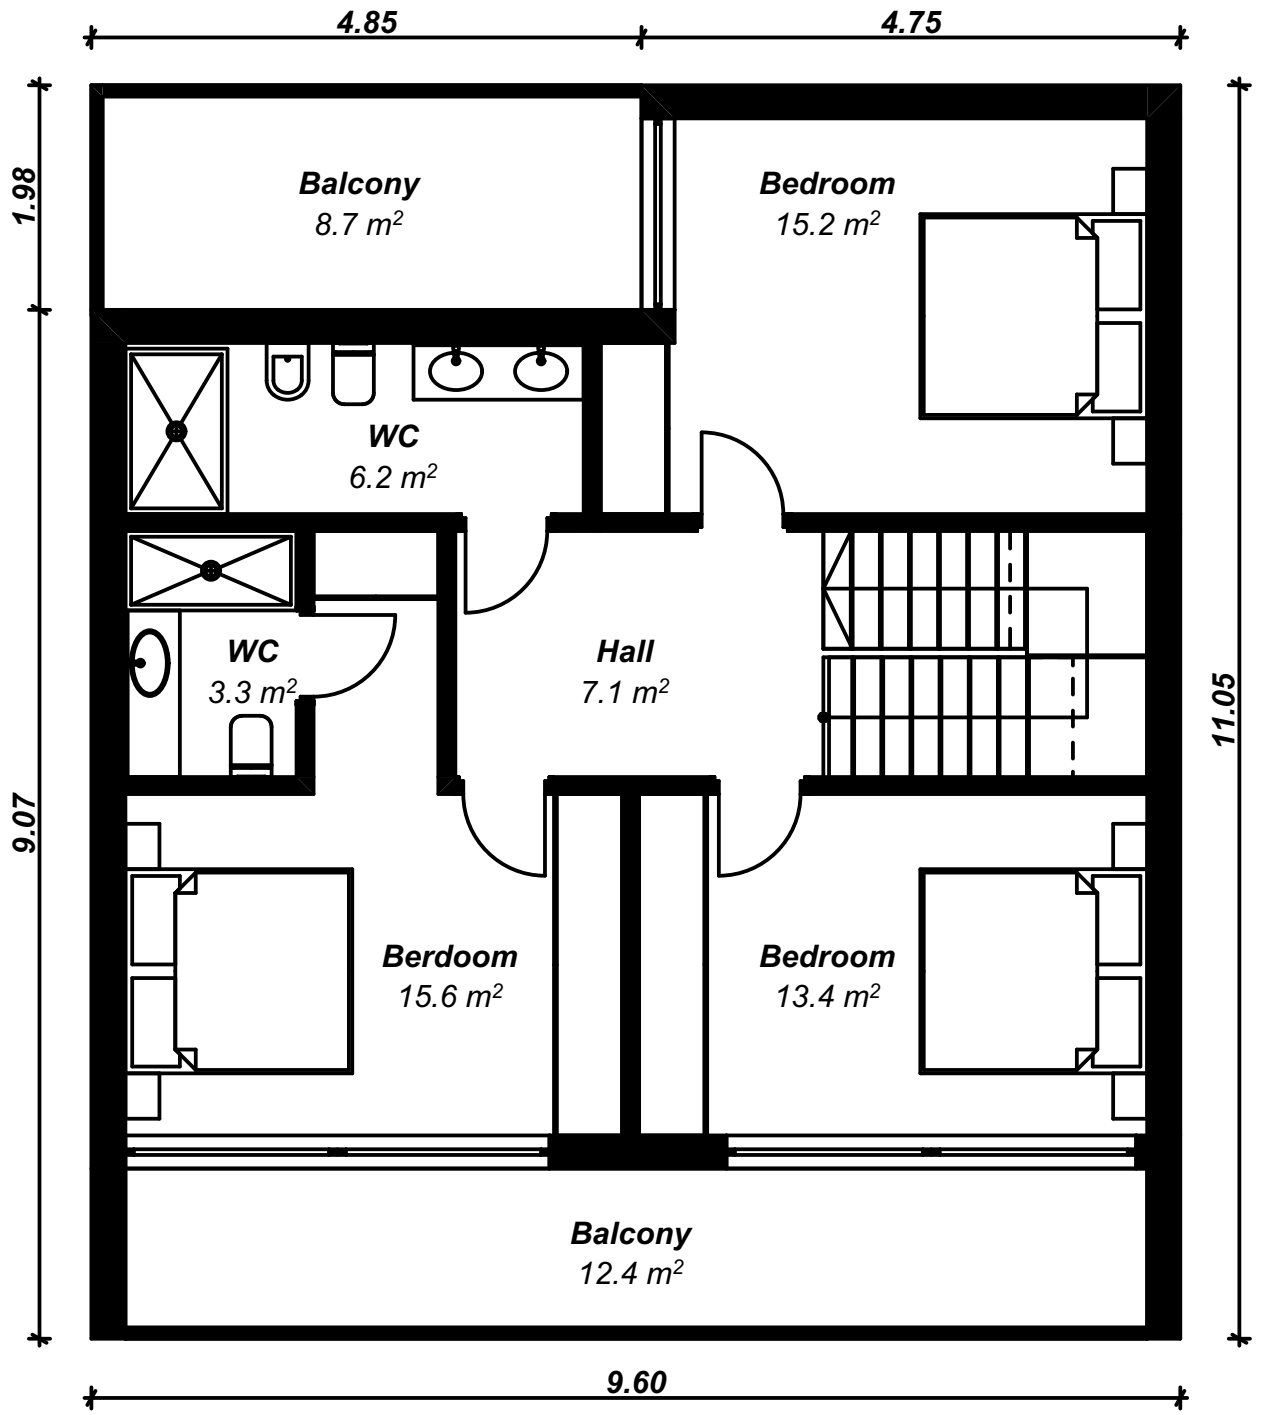 4.85
4.75
1.98
Balcony
8.7 m²
Bedroom
15.2 m²
WC
6.2 m²
WC
3.3 m²
Hall
7.1 m²
11.05
9.07
Berdoom
15.6 m²
Bedroom
13.4 m²
Balcony
12.4 m²
9.60